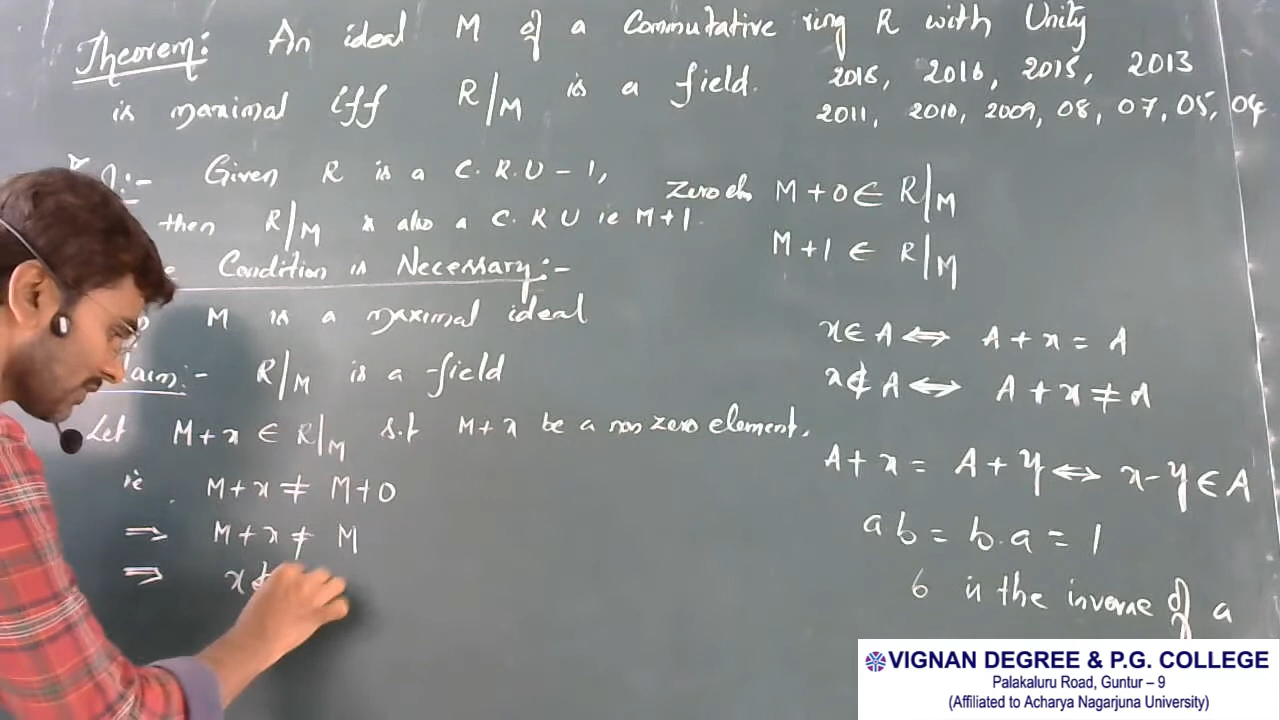 Theorem: An ideal M of a Commutative ring R with Unity
is maximal iff R/M is a field.
2018, 2016, 2015, 2013
2011, 2010, 2009, 08, 07, 05, 04
Given R is a C.R.U - 1,
then R/M is also a C.R.U ie M+1.
Condition is Necessary:-
M is a maximal ideal
R/M is a field
Let M+x ∈ R/M s.t M+x be a non zero element.
ie M+x ≠ M+0
⇒ M+x ≠ M
⇒ x
Zero M+0 ∈ R/M
M+1 ∈ R/M
x∈A ⇔ A+x = A
x∉A ⇔ A+x ≠ A
A+x = A+y ⇔ x-y ∈ A
ab = b.a = 1
b is the inverse of a
VIGNAN DEGREE & P.G. COLLEGE
Palakaluru Road, Guntur – 9
(Affiliated to Acharya Nagarjuna University)